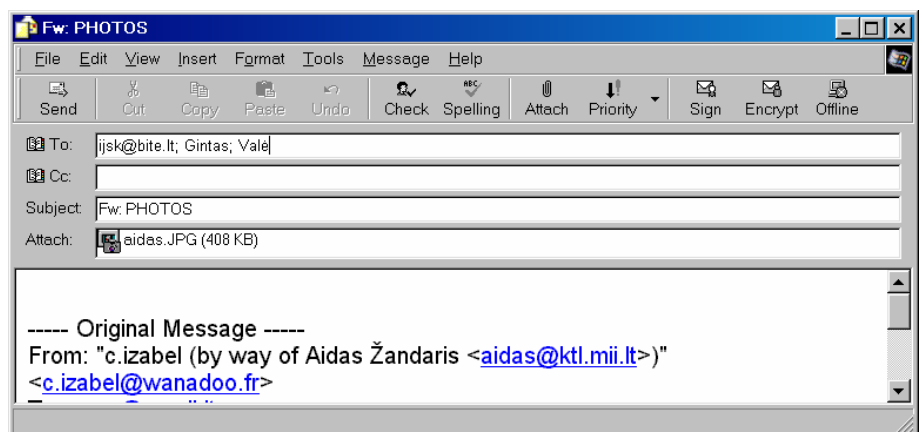 Fw: PHOTOS
File Edit View Insert Format Tools Message Help
Send Cut Copy Paste Undo Check Spelling Attach Priority Sign Encrypt Offline
To: ijsk@bite.lt; Gintas; Valė
Cc:
Subject: Fw: PHOTOS
Attach: aidas.JPG (408 KB)
----- Original Message -----
From: "c.izabel (by way of Aidas Žandaris <aidas@ktl.mii.lt>)"
<c.izabel@wanadoo.fr>